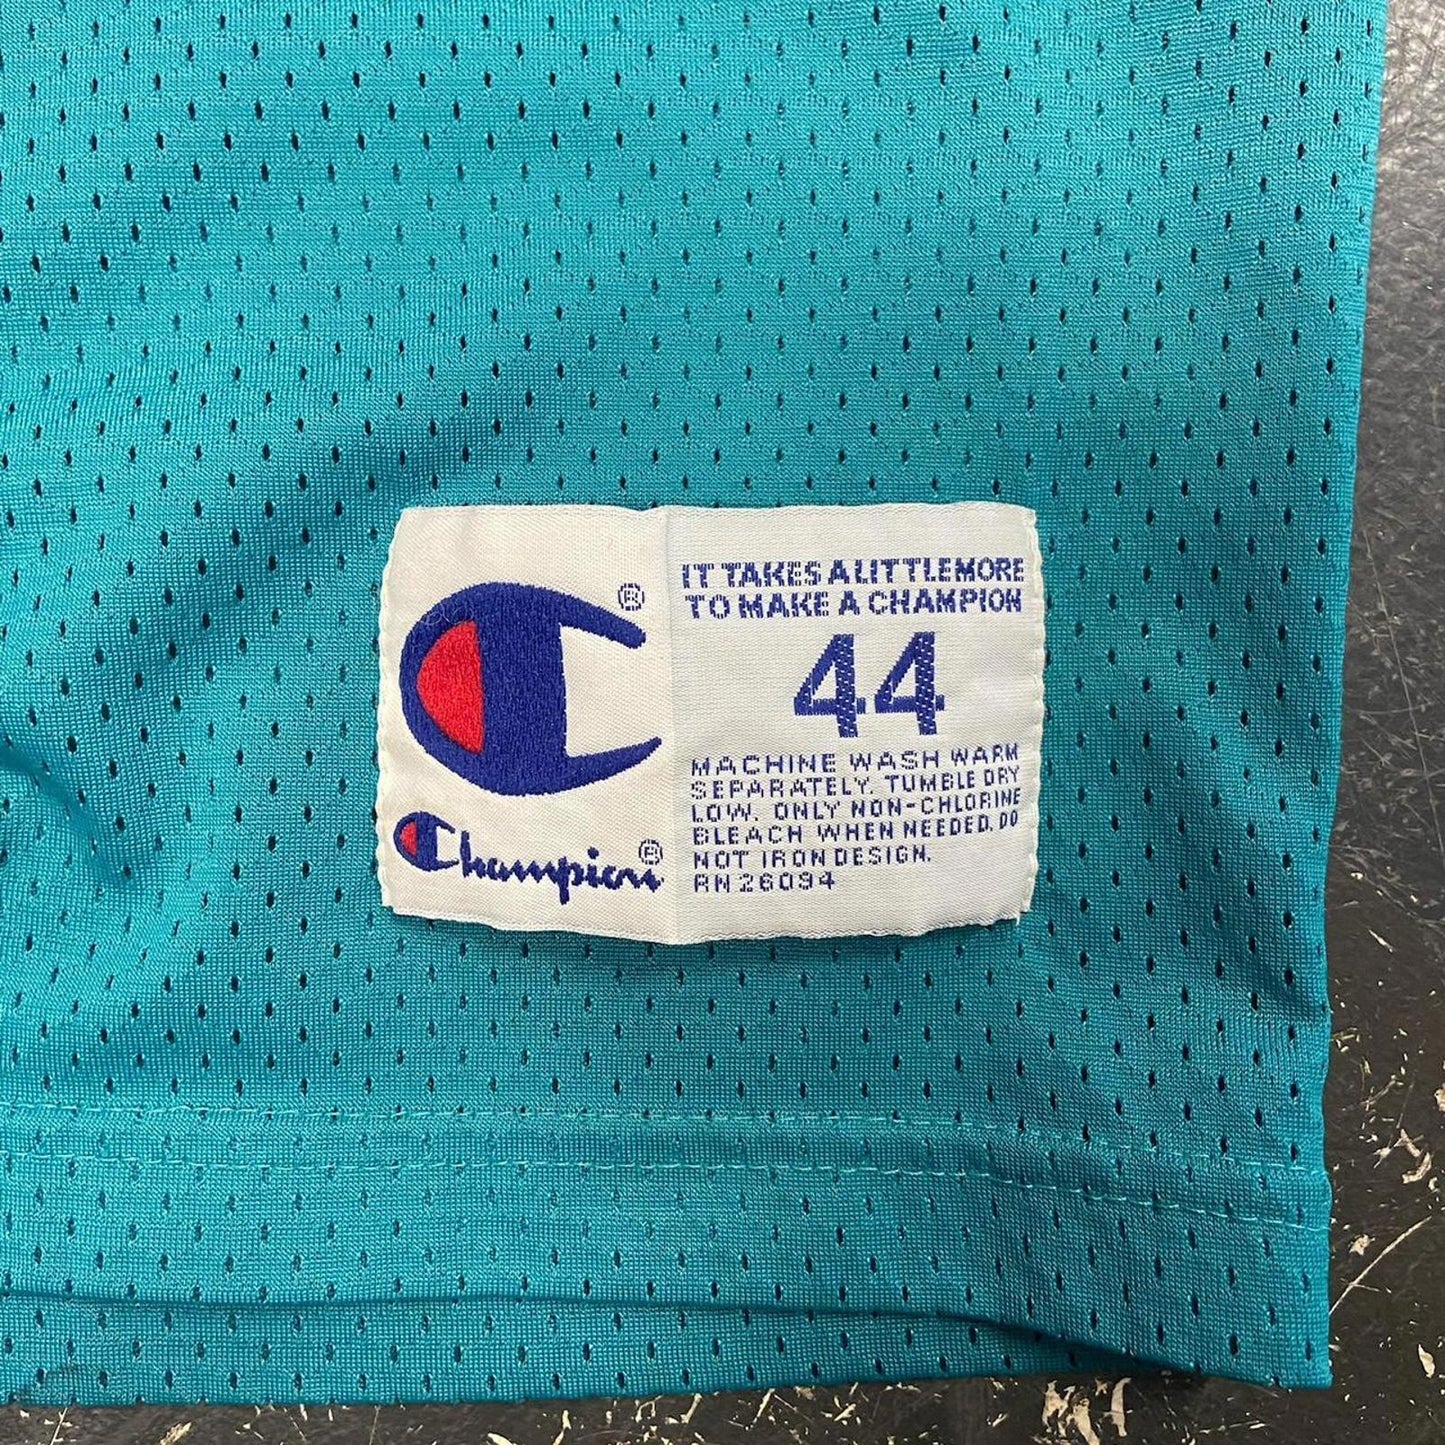 ®
Champion®
IT TAKES A LITTLE MORE
TO MAKE A CHAMPION
44
MACHINE WASH WARM
SEPARATELY. TUMBLE DRY
LOW. ONLY NON-CHLORINE
BLEACH WHEN NEEDED. DO
NOT IRON DESIGN.
RN 26094